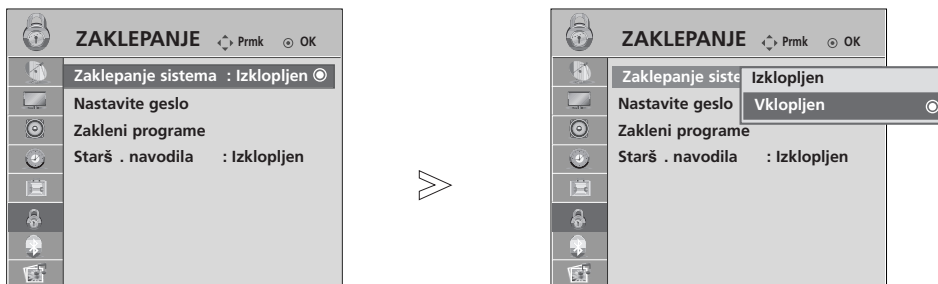 ZAKLEPANJE Prmk OK
Zaklepanje sistema : Izklopljen
Nastavite geslo
Zakleni programe
Starš . navodila : Izklopljen
ZAKLEPANJE Prmk OK
Zaklepanje siste
Izklopljen
Vklopljen
Nastavite geslo
Zakleni programe
Starš . navodila : Izklopljen